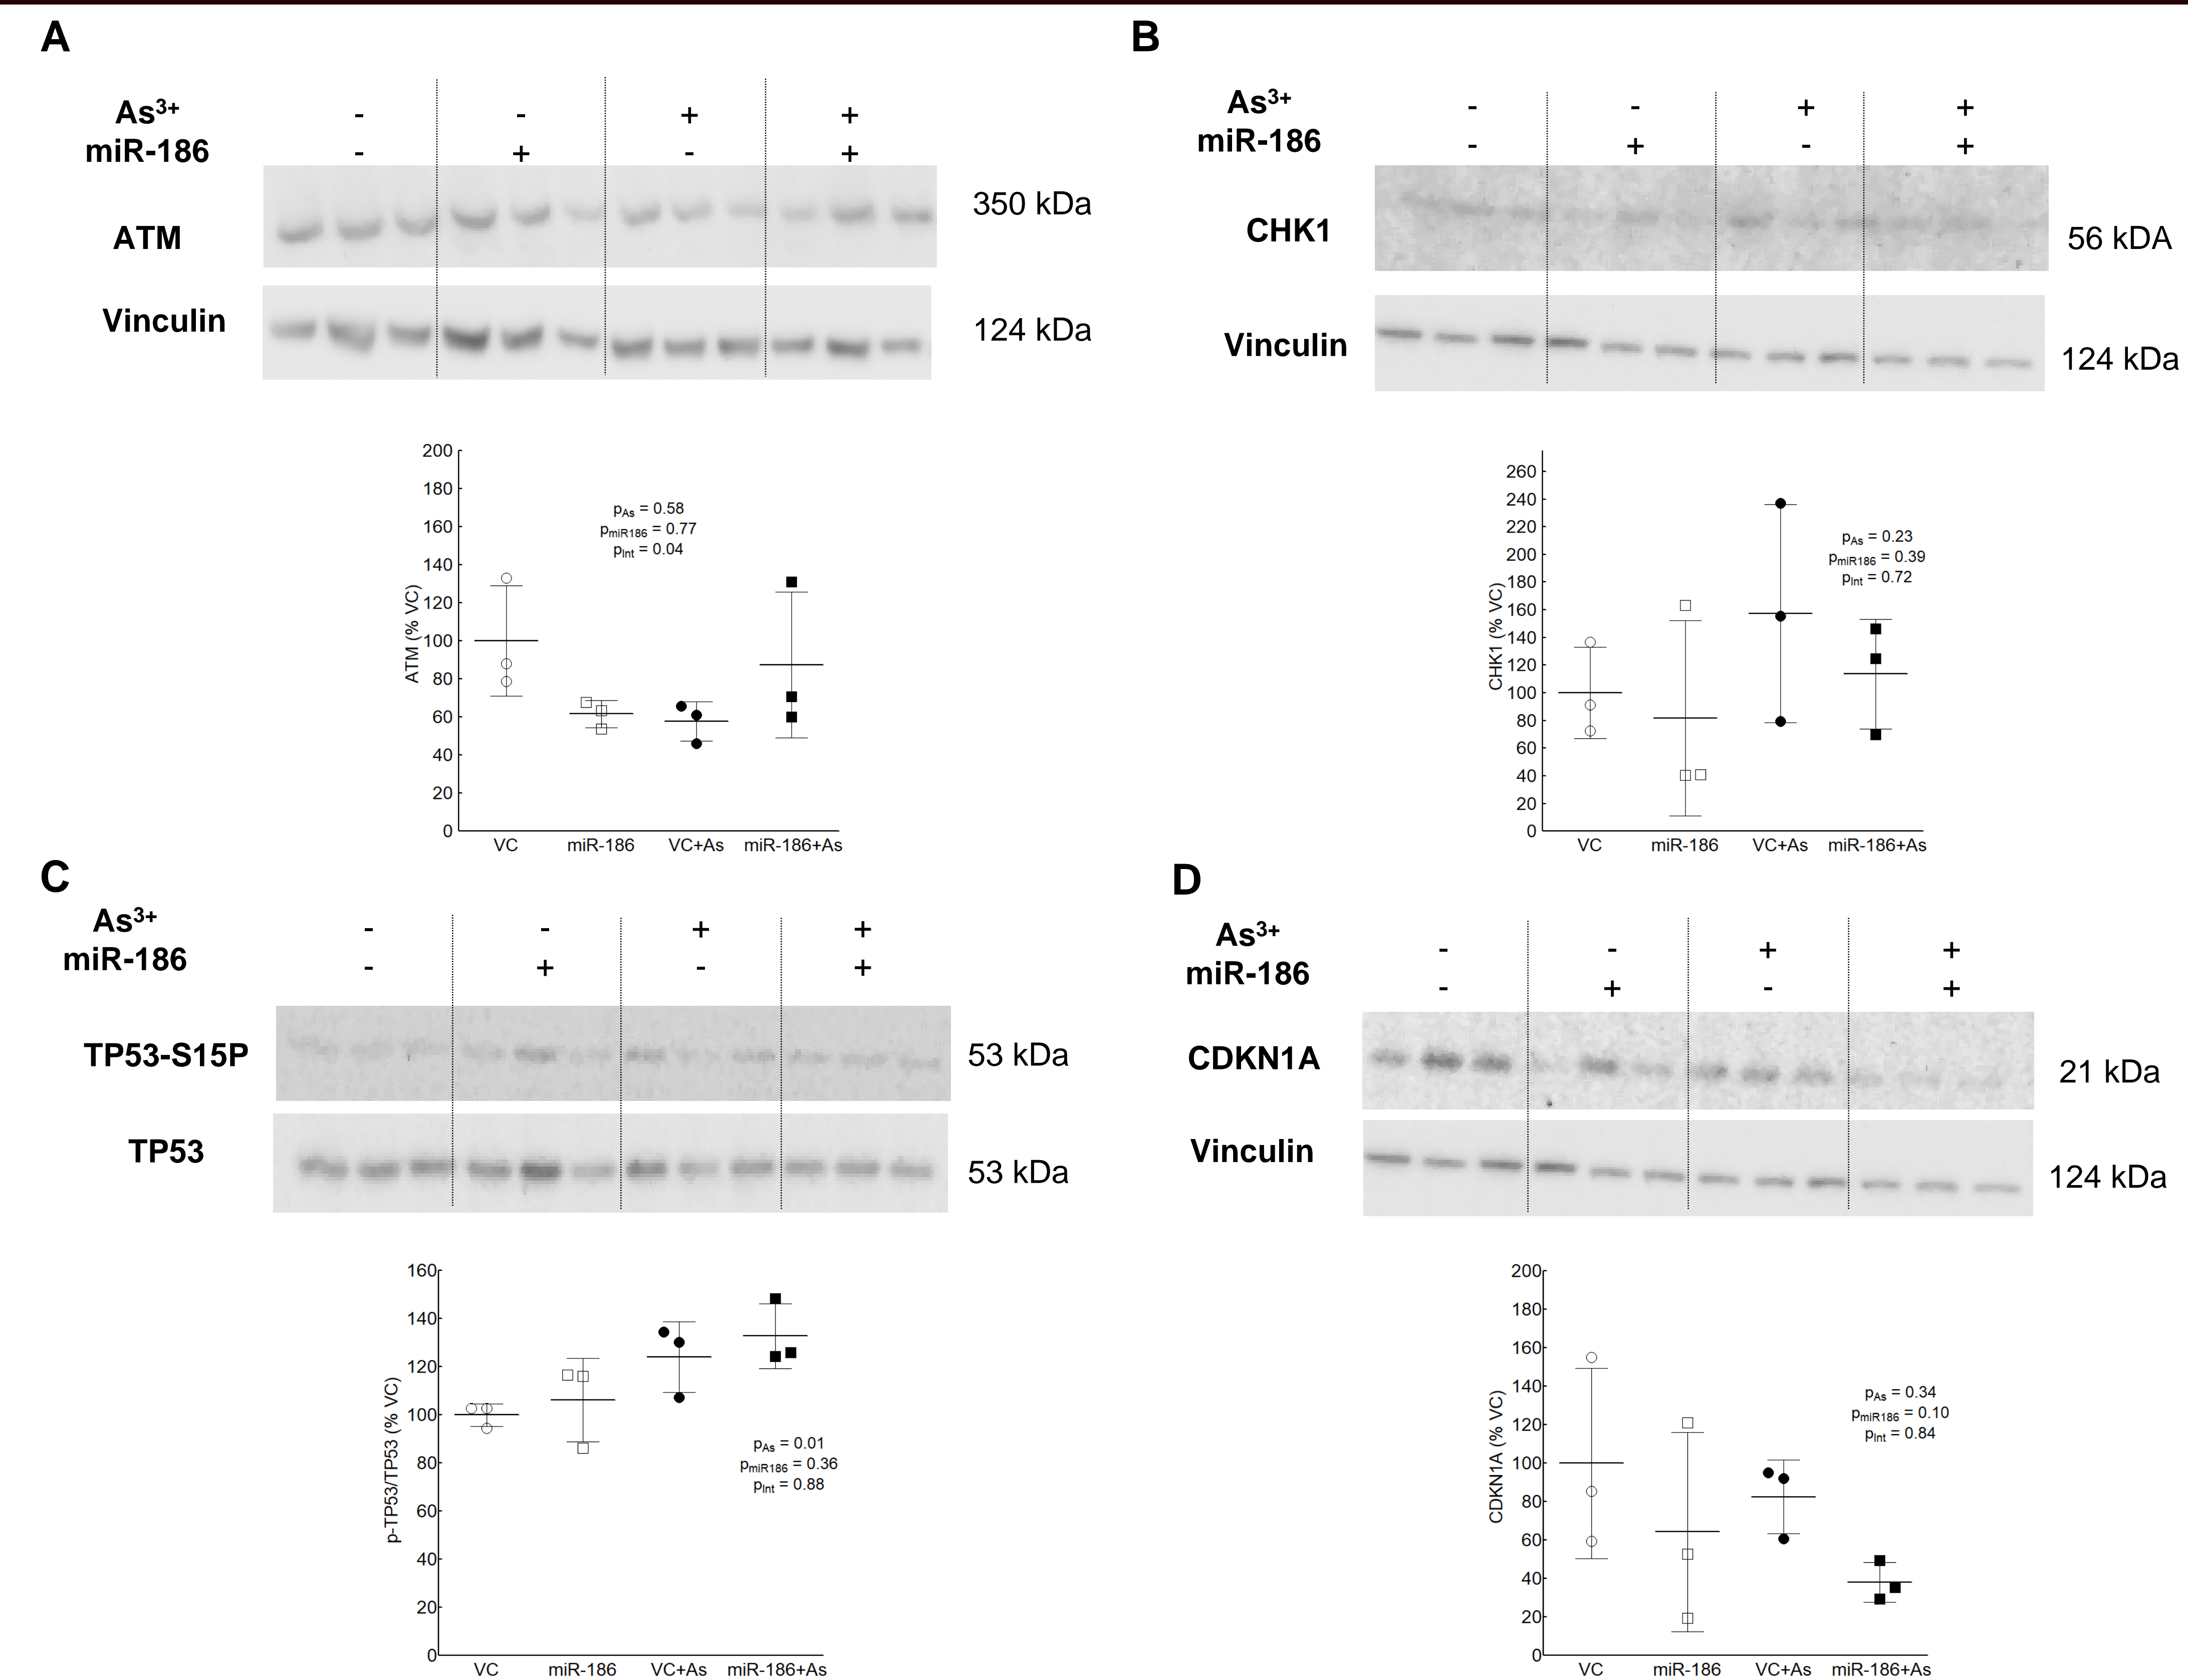 A
As3+ - - + +
miR-186 - + - +
ATM
350 kDa
Vinculin
124 kDa
200
180
160
140
120
100
80
60
40
20
0
ATM (% VC)
pAs = 0.58
pmiR186 = 0.77
pInt = 0.04
VC miR-186 VC+As miR-186+As
B
As3+ - - + +
miR-186 - + - +
CHK1
56 kDA
Vinculin
124 kDa
260
240
220
200
180
160
140
120
100
80
60
40
20
0
CHK1 (% VC)
pAs = 0.23
pmiR186 = 0.39
pInt = 0.72
VC miR-186 VC+As miR-186+As
C
As3+ - - + +
miR-186 - + - +
TP53-S15P
53 kDa
TP53
53 kDa
160
140
120
100
80
60
40
20
0
p-TP53/TP53 (% VC)
pAs = 0.01
pmiR186 = 0.36
pInt = 0.88
VC miR-186 VC+As miR-186+As
D
As3+ - - + +
miR-186 - + - +
CDKN1A
21 kDa
Vinculin
124 kDa
200
180
160
140
120
100
80
60
40
20
0
CDKN1A (% VC)
pAs = 0.34
pmiR186 = 0.10
pInt = 0.84
VC miR-186 VC+As miR-186+As